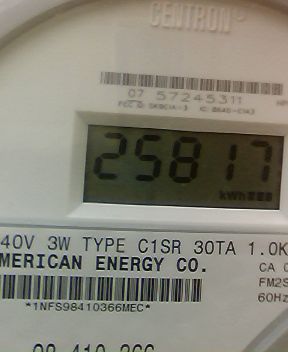 CENTRON®
07 57245311
25817
kWh
40V 3W TYPE C1SR 30TA 1.0K
MERICAN ENERGY CO.
CA 0
FM2S
60Hz
*1NFS98410366MEC*